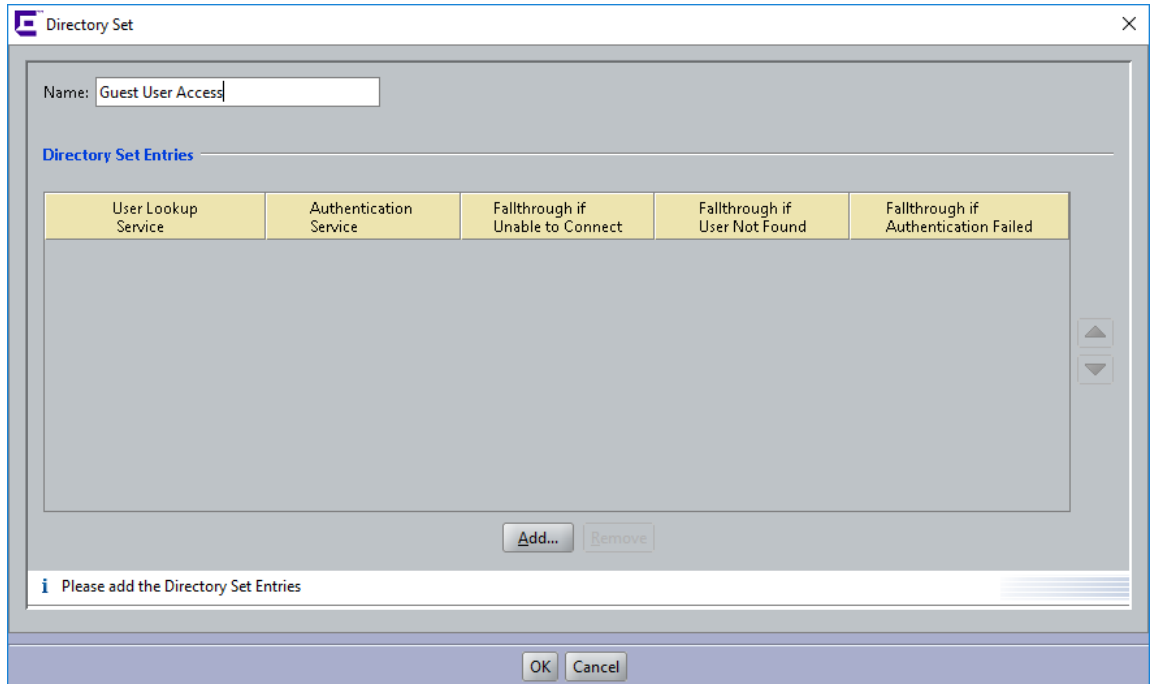 Directory Set
Name: Guest User Access
Directory Set Entries
User Lookup
Service
Authentication
Service
Fallthrough if
Unable to Connect
Fallthrough if
User Not Found
Fallthrough if
Authentication Failed
Add...
Remove
i Please add the Directory Set Entries
OK Cancel